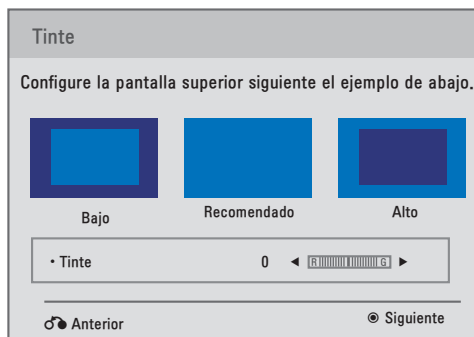 Tinte
Configure la pantalla superior siguiente el ejemplo de abajo.
Bajo
Recomendado
Alto
• Tinte 0 ◄ R G ►
Anterior
◉ Siguiente